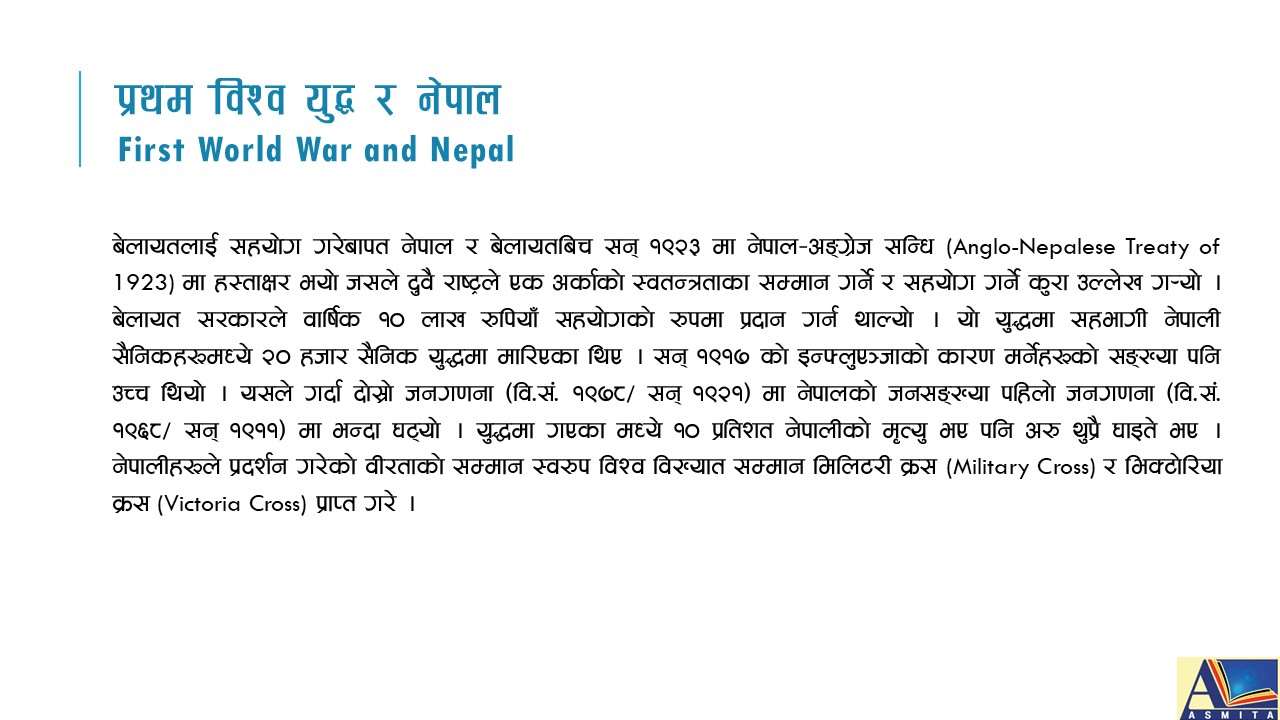 प्रथम विश्व युद्ध र नेपाल
First World War and Nepal
बेलायतलाई सहयोग गरेबापत नेपाल र बेलायतबिच सन् १९२३ मा नेपाल-अङ्ग्रेज सन्धि (Anglo-Nepalese Treaty of
1923) मा हस्ताक्षर भयो जसले दुवै राष्ट्रले एक अर्काको स्वतन्त्रताका सम्मान गर्ने र सहयोग गर्ने कुरा उल्लेख गऱ्यो ।
बेलायत सरकारले वार्षिक १० लाख रुपियाँ सहयोगको रुपमा प्रदान गर्न थाल्यो । यो युद्धमा सहभागी नेपाली
सैनिकहरूमध्ये २० हजार सैनिक युद्धमा मारिएका थिए । सन् १९१७ को इन्फ्लुएञ्जाको कारण मर्नेहरूको सङ्ख्या पनि
उच्च थियो । यसले गर्दा दोस्रो जनगणना (वि.सं. १९७८/ सन् १९२१) मा नेपालको जनसङ्ख्या पहिलो जनगणना (वि.सं.
१९६८/ सन् १९११) मा भन्दा घट्यो । युद्धमा गएका मध्ये १० प्रतिशत नेपालीको मृत्यु भए पनि अरु थुप्रै घाइते भए ।
नेपालीहरूले प्रदर्शन गरेको वीरताको सम्मान स्वरुप विश्व विख्यात सम्मान मिलिटरी क्रस (Military Cross) र भिक्टोरिया
क्रस (Victoria Cross) प्राप्त गरे ।
ASMITA